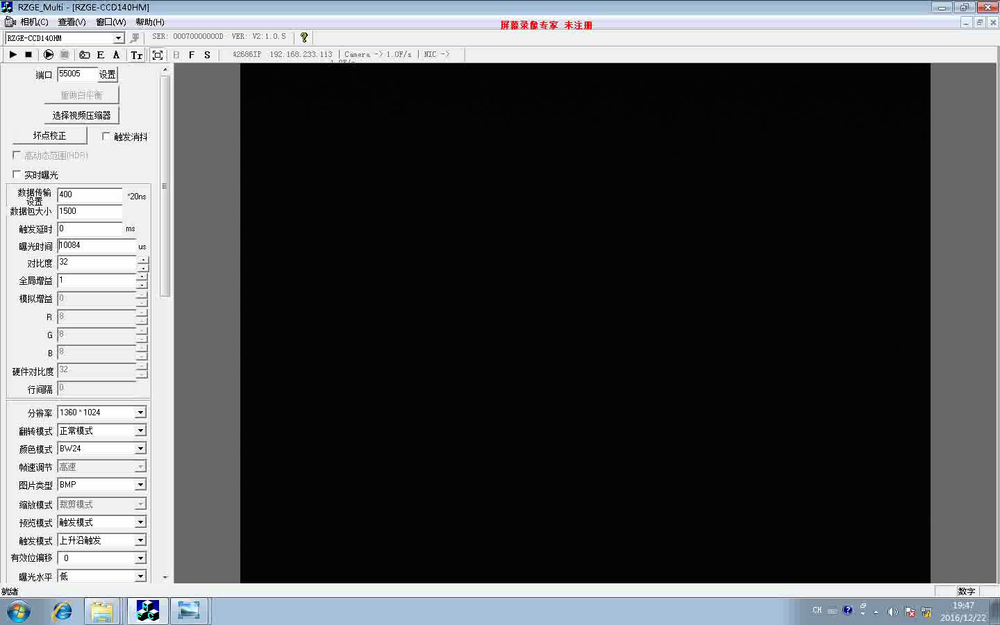 RZGE_Multi - [RZGE-CCD140HM]
相机(C) 查看(V) 窗口(W) 帮助(H)
屏幕录像专家 未注册
RZGE-CCD140HM SER: 00070000000D VER: V2:1.0.5
E A Tr B F S 42686IP 192.168.233.113 | Camera -> 1.0F/s | NIC ->
端口 55005 设置
重做白平衡
选择视频压缩器
坏点校正 触发消抖
高动态范围(HDR)
实时曝光
数据传输设置 400 *20ns
数据包大小 1500
触发延时 0 ms
曝光时间 10084 us
对比度 32
全局增益 1
模拟增益 0
R 8
G 8
B 8
硬件对比度 32
行间隔 0
分辨率 1360 * 1024
翻转模式 正常模式
颜色模式 BW24
帧速调节 高速
图片类型 BMP
缩放模式 裁剪模式
预览模式 触发模式
触发模式 上升沿触发
有效位偏移 0
曝光水平 低
就绪 数字
CH 19:47
2016/12/22